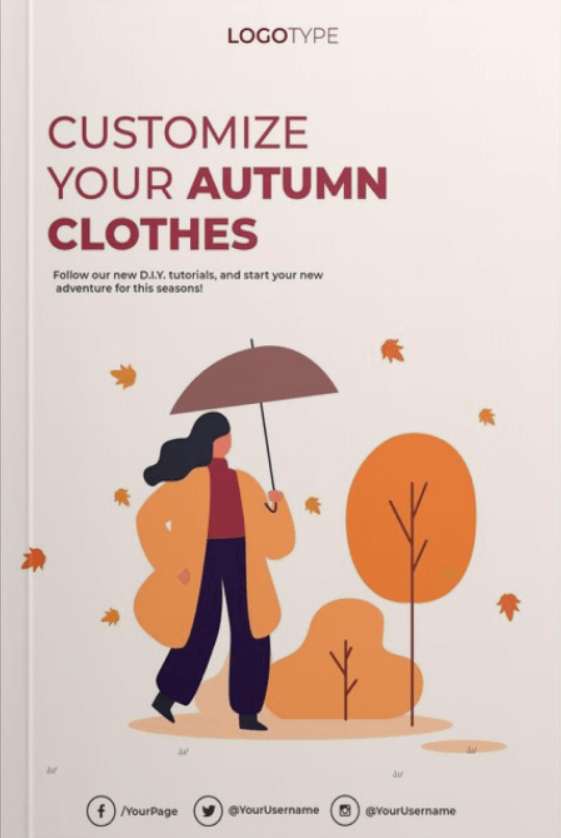 LOGOTYPE
CUSTOMIZE
YOUR AUTUMN
CLOTHES
Follow our new D.I.Y. tutorials, and start your new
adventure for this seasons!
/YourPage @YourUsername @YourUsername